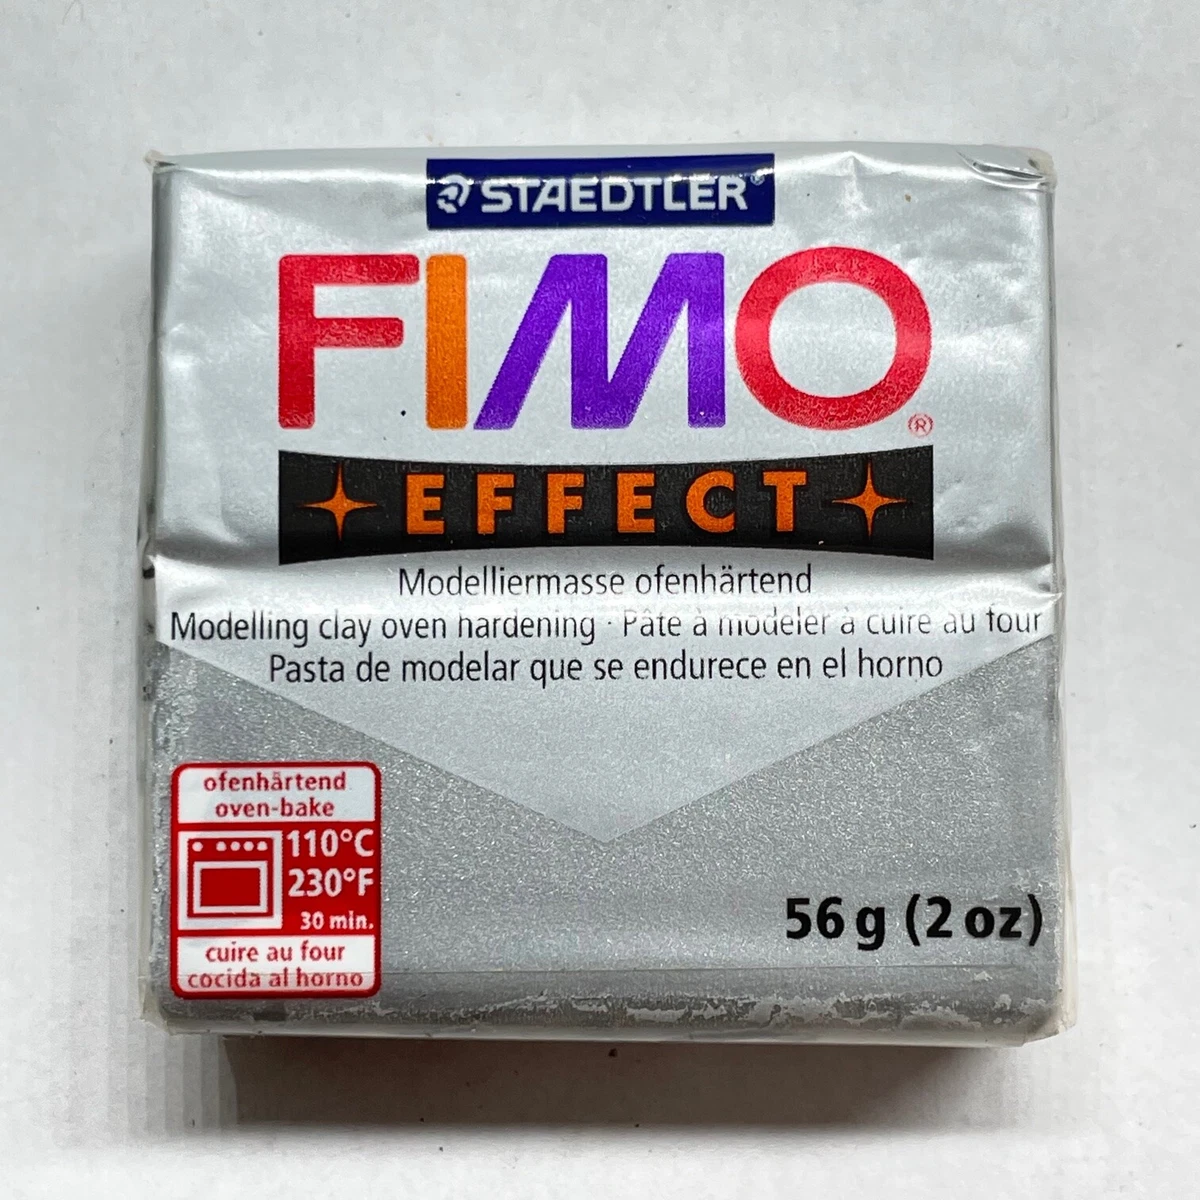 STAEDTLER®
FIMO®
EFFECT
Modelliermasse ofenhärtend
Modelling clay oven hardening · Pâte à modeler à cuire au four
Pasta de modelar que se endurece en el horno
ofenhärtend
oven-bake
110°C
230°F
30 min.
cuire au four
cocida al horno
56 g (2 oz)